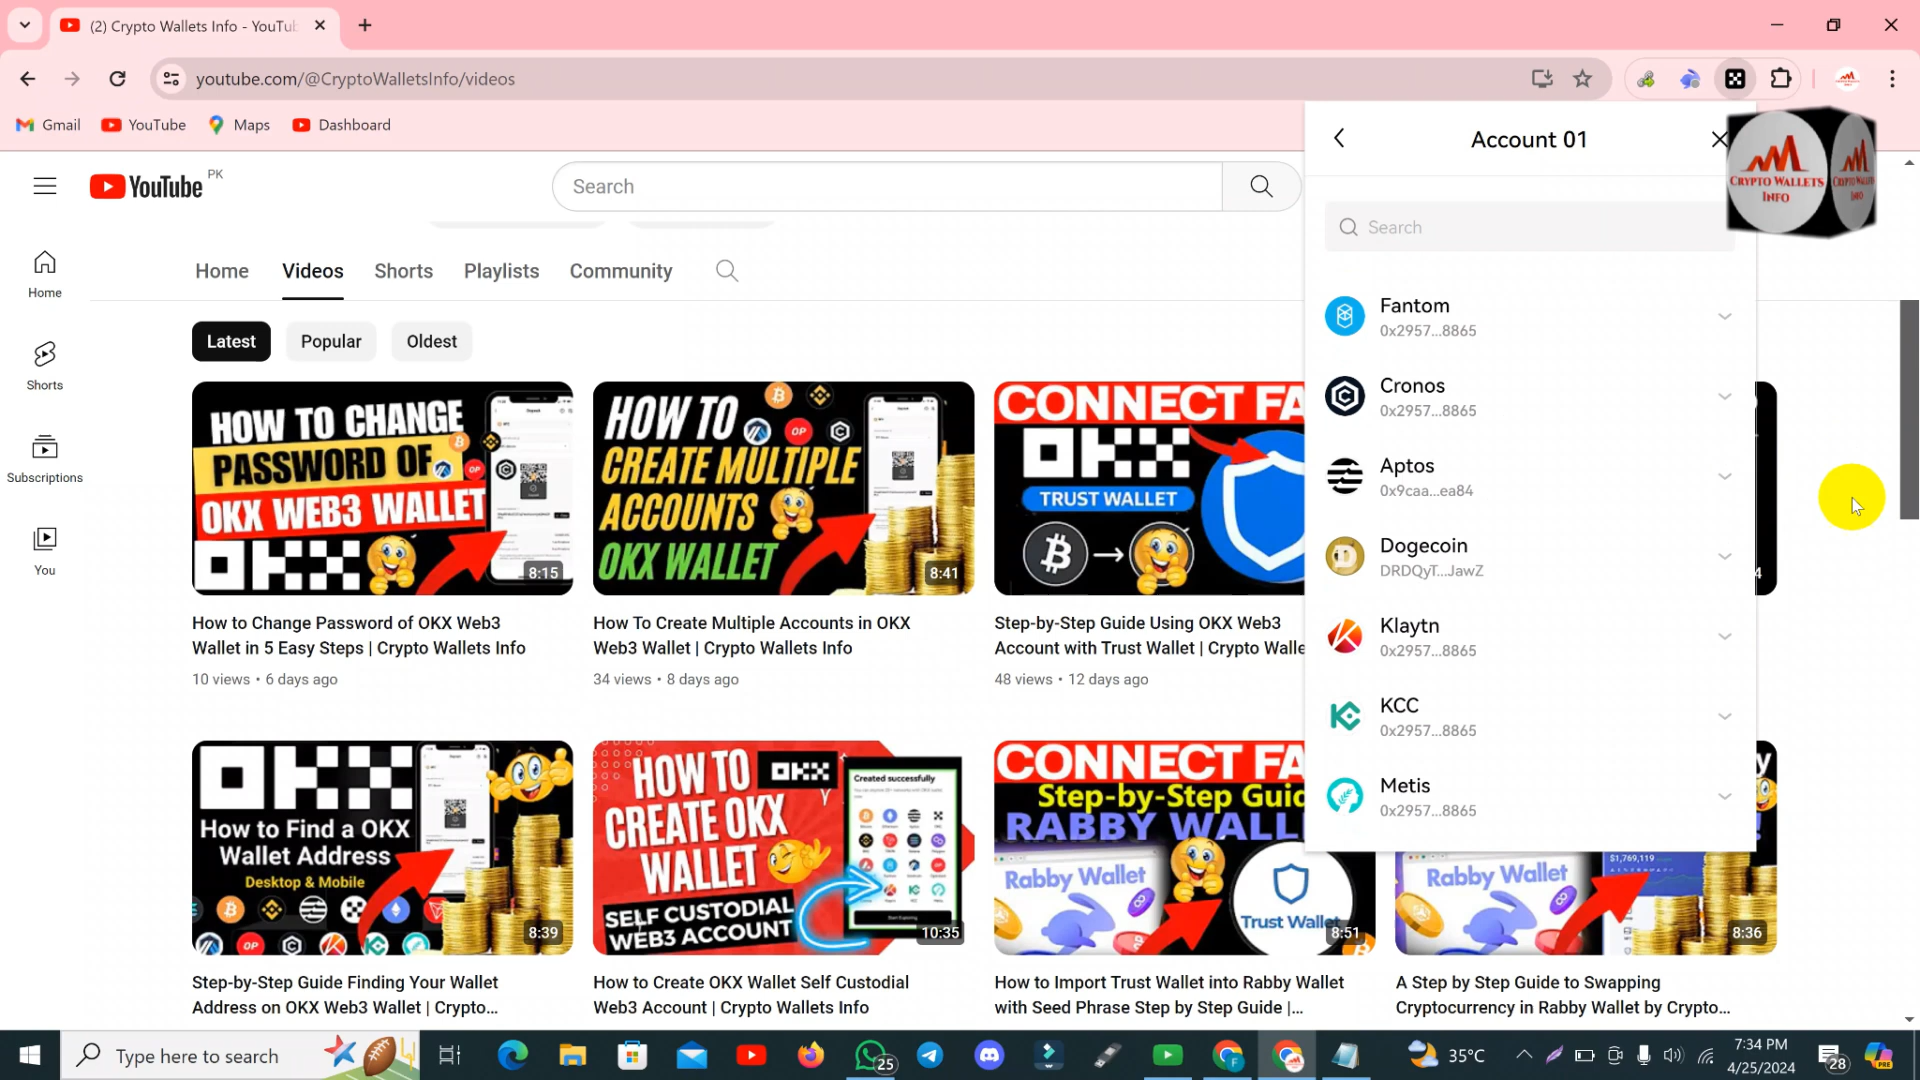 (2) Crypto Wallets Info - YouTub
youtube.com/@CryptoWalletsInfo/videos
Gmail
YouTube
Maps
Dashboard
YouTube PK
Search
Home
Shorts
Subscriptions
You
Home
Videos
Shorts
Playlists
Community
Latest
Popular
Oldest
HOW TO CHANGE
PASSWORD OF
OKX WEB3 WALLET
OKX
8:15
How to Change Password of OKX Web3
Wallet in 5 Easy Steps | Crypto Wallets Info
10 views • 6 days ago
HOW TO
CREATE MULTIPLE
ACCOUNTS
OKX WALLET
8:41
How To Create Multiple Accounts in OKX
Web3 Wallet | Crypto Wallets Info
34 views • 8 days ago
CONNECT FA
OKX
TRUST WALLET
Step-by-Step Guide Using OKX Web3
Account with Trust Wallet | Crypto Walle
48 views • 12 days ago
4
OKX
How to Find a OKX
Wallet Address
Desktop & Mobile
8:39
Step-by-Step Guide Finding Your Wallet
Address on OKX Web3 Wallet | Crypto...
HOW TO
CREATE OKX
WALLET
SELF CUSTODIAL
WEB3 ACCOUNT
OKX
Created successfully
Start Exploring
10:35
How to Create OKX Wallet Self Custodial
Web3 Account | Crypto Wallets Info
CONNECT FA
Step-by-Step Guid
RABBY WALL
Rabby Wallet
Trust Wallet
8:51
How to Import Trust Wallet into Rabby Wallet
with Seed Phrase Step by Step Guide |...
y
!
Rabby Wallet
$1,769,119
8:36
A Step by Step Guide to Swapping
Cryptocurrency in Rabby Wallet by Crypto...
Account 01
Search
Fantom
0x2957...8865
Cronos
0x2957...8865
Aptos
0x9caa...ea84
Dogecoin
DRDQyT...JawZ
Klaytn
0x2957...8865
KCC
0x2957...8865
Metis
0x2957...8865
CRYPTO WALLETS
INFO
CRYPTO WALLETS
INFO
Type here to search
25
35°C
7:34 PM
4/25/2024
28
PRE